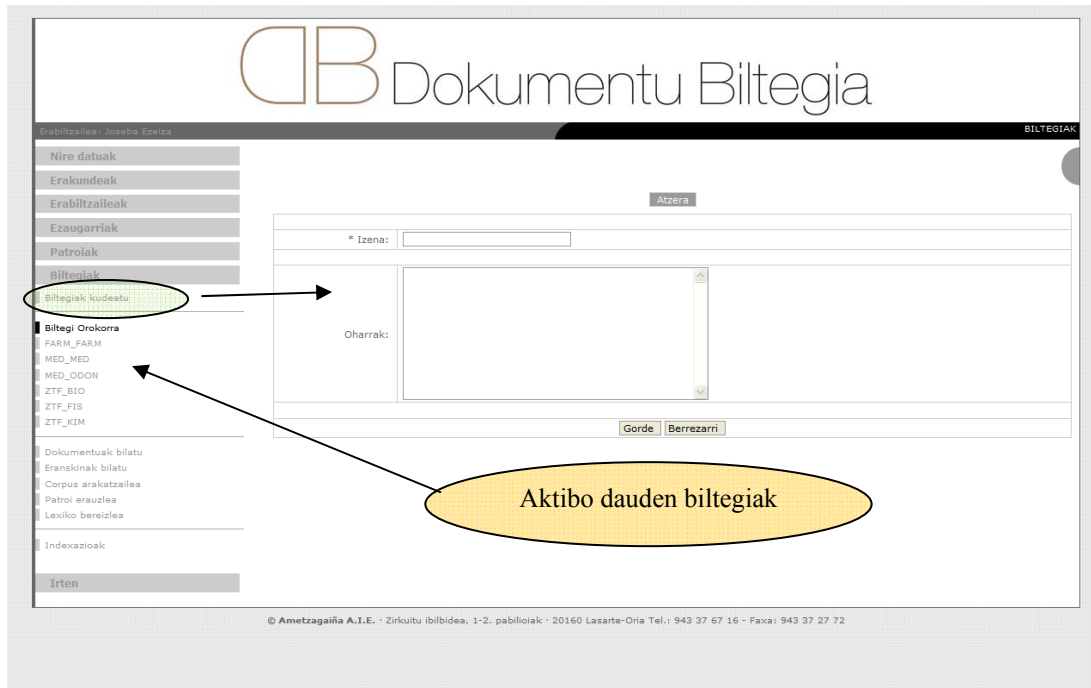 DB Dokumentu Biltegia
Erabiltzailea: Joseba Ezeiza
BILTEGIAK
Nire datuak
Erakundeak
Erabiltzaileak
Ezaugarriak
Patroiak
Biltegiak
Biltegiak kudeatu
Biltegi Orokorra
FARM_FARM
MED_MED
MED_ODON
ZTF_BIO
ZTF_FIS
ZTF_KIM
Dokumentuak bilatu
Eranskinak bilatu
Corpus arakatzailea
Patroi erauzlea
Lexiko bereizlea
Indexazioak
Irten
Atzera
* Izena:
Oharrak:
Gorde Berrezarri
Aktibo dauden biltegiak
© Ametzagaiña A.I.E. · Zirkuitu ibilbidea, 1-2. pabilioiak · 20160 Lasarte-Oria Tel.: 943 37 67 16 - Faxa: 943 37 27 72